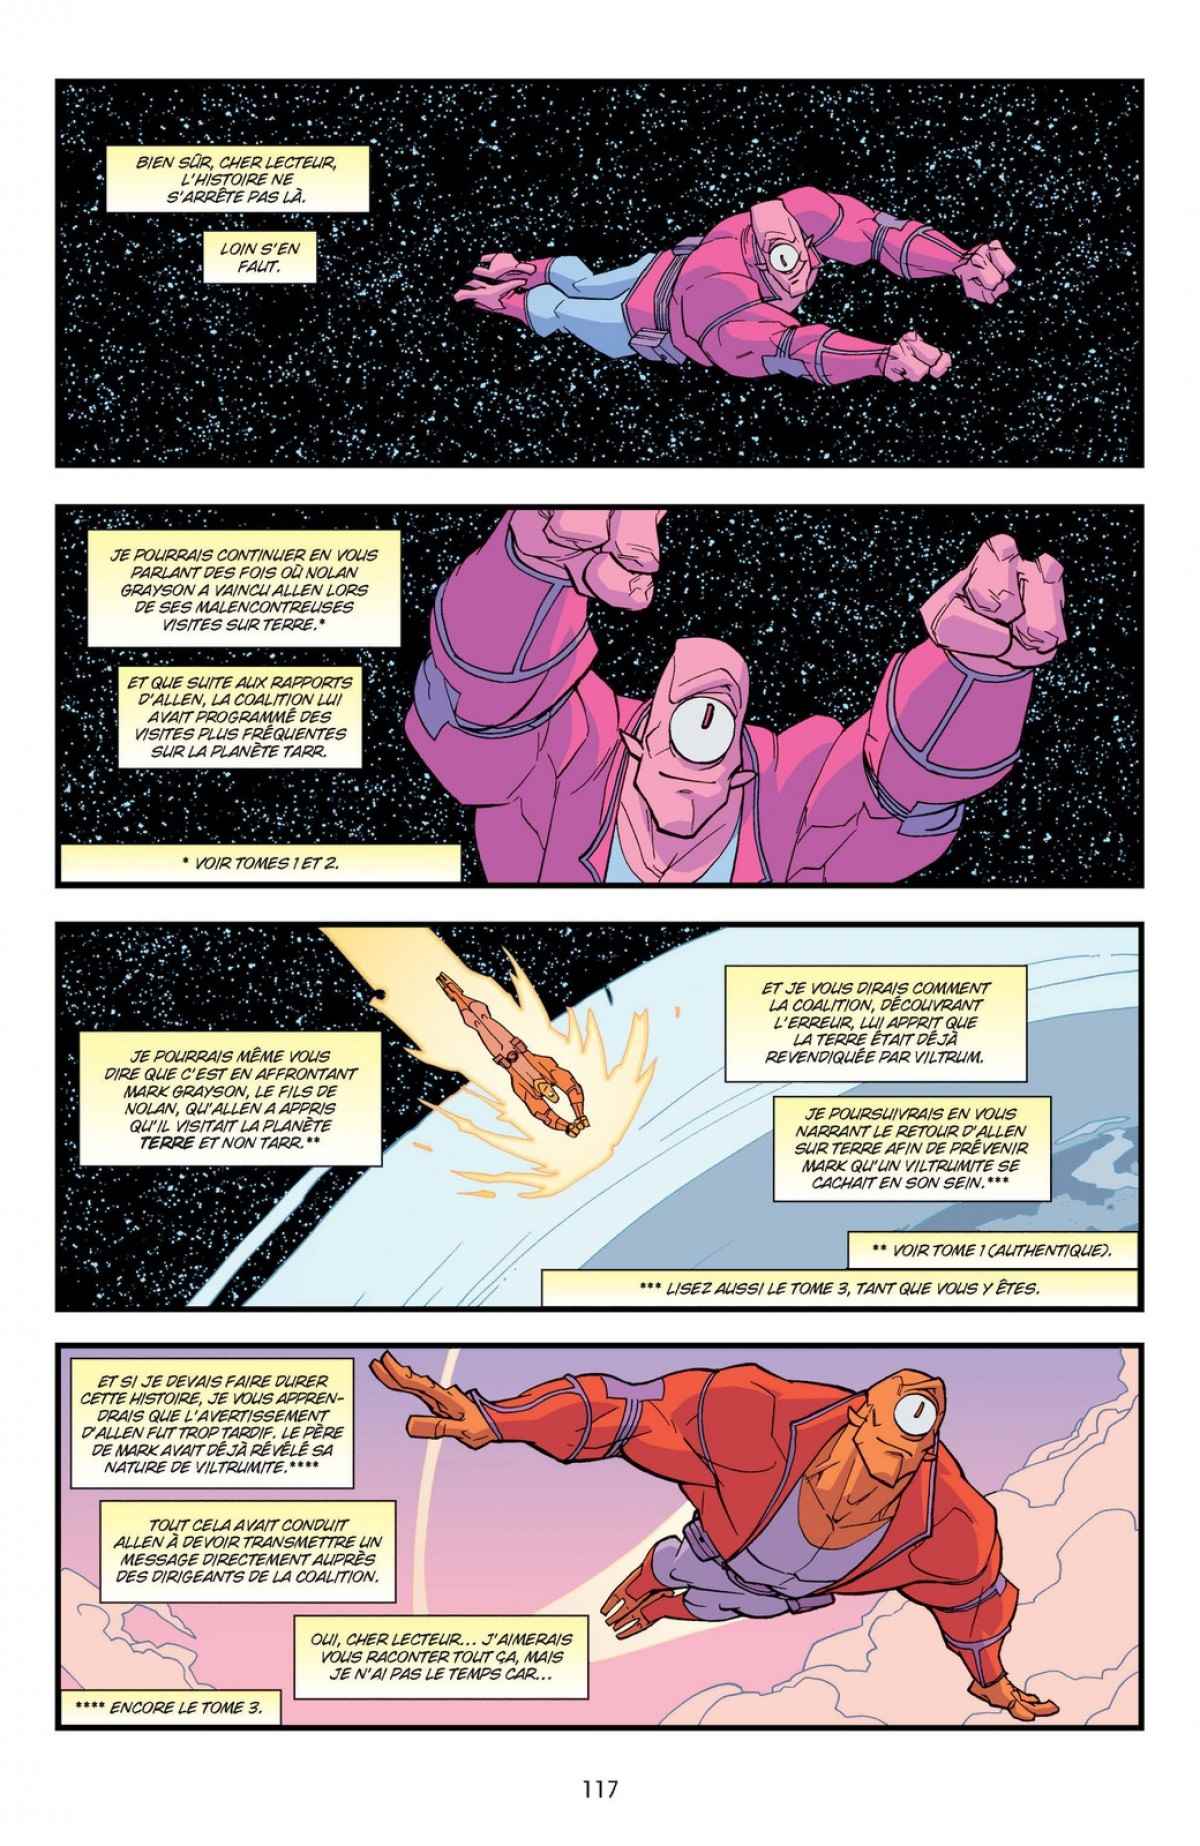 BIEN SÛR, CHER LECTEUR,
L'HISTOIRE NE
S'ARRÊTE PAS LÀ.
LOIN S'EN
FAUT.
JE POURRAIS CONTINUER EN VOUS
PARLANT DES FOIS OÙ NOLAN
GRAYSON A VAINCU ALLEN LORS
DE SES MALENCONTREUSES
VISITES SUR TERRE.*
ET QUE SUITE AUX RAPPORTS
D'ALLEN, LA COALITION LUI
AVAIT PROGRAMMÉ DES
VISITES PLUS FRÉQUENTES
SUR LA PLANÈTE TARR.
* VOIR TOMES 1 ET 2.
JE POURRAIS MÊME VOUS
DIRE QUE C'EST EN AFFRONTANT
MARK GRAYSON, LE FILS DE
NOLAN, QU'ALLEN A APPRIS
QU'IL VISITAIT LA PLANÈTE
TERRE ET NON TARR.**
ET JE VOUS DIRAIS COMMENT
LA COALITION, DÉCOUVRANT
L'ERREUR, LUI APPRIT QUE
LA TERRE ÉTAIT DÉJÀ
REVENDIQUÉE PAR VILTRUM.
JE POURSUIVRAIS EN VOUS
NARRANT LE RETOUR D'ALLEN
SUR TERRE AFIN DE PRÉVENIR
MARK QU'UN VILTRUMITE SE
CACHAIT EN SON SEIN.***
** VOIR TOME 1 (AUTHENTIQUE).
*** LISEZ AUSSI LE TOME 3, TANT QUE VOUS Y ÊTES.
ET SI JE DEVAIS FAIRE DURER
CETTE HISTOIRE, JE VOUS APPREN-
DRAIS QUE L'AVERTISSEMENT
D'ALLEN FUT TROP TARDIF. LE PÈRE
DE MARK AVAIT DÉJÀ RÉVÉLÉ SA
NATURE DE VILTRUMITE.****
TOUT CELA AVAIT CONDUIT
ALLEN À DEVOIR TRANSMETTRE UN
MESSAGE DIRECTEMENT AUPRÈS
DES DIRIGEANTS DE LA COALITION.
OUI, CHER LECTEUR... J'AIMERAIS
VOUS RACONTER TOUT ÇA, MAIS
JE N'AI PAS LE TEMPS CAR...
**** ENCORE LE TOME 3.
117